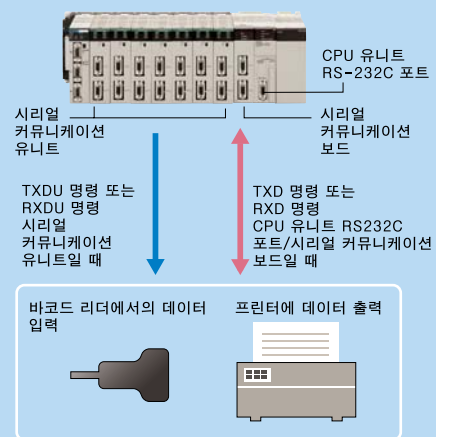 CPU 유니트
RS-232C 포트
시리얼
커뮤니케이션
유니트
시리얼
커뮤니케이션
보드
TXDU 명령 또는
RXDU 명령
시리얼
커뮤니케이션
유니트일 때
TXD 명령 또는
RXD 명령
CPU 유니트 RS232C
포트/시리얼 커뮤니케이션
보드일 때
바코드 리더에서의 데이터
입력
프린터에 데이터 출력